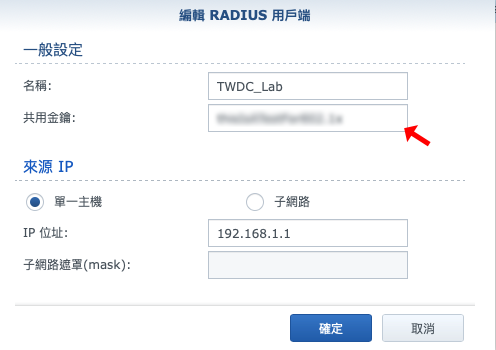 編輯 RADIUS 用戶端
一般設定
名稱: TWDC_Lab
共用金鑰:
來源 IP
單一主機 子網路
IP 位址: 192.168.1.1
子網路遮罩(mask):
確定 取消